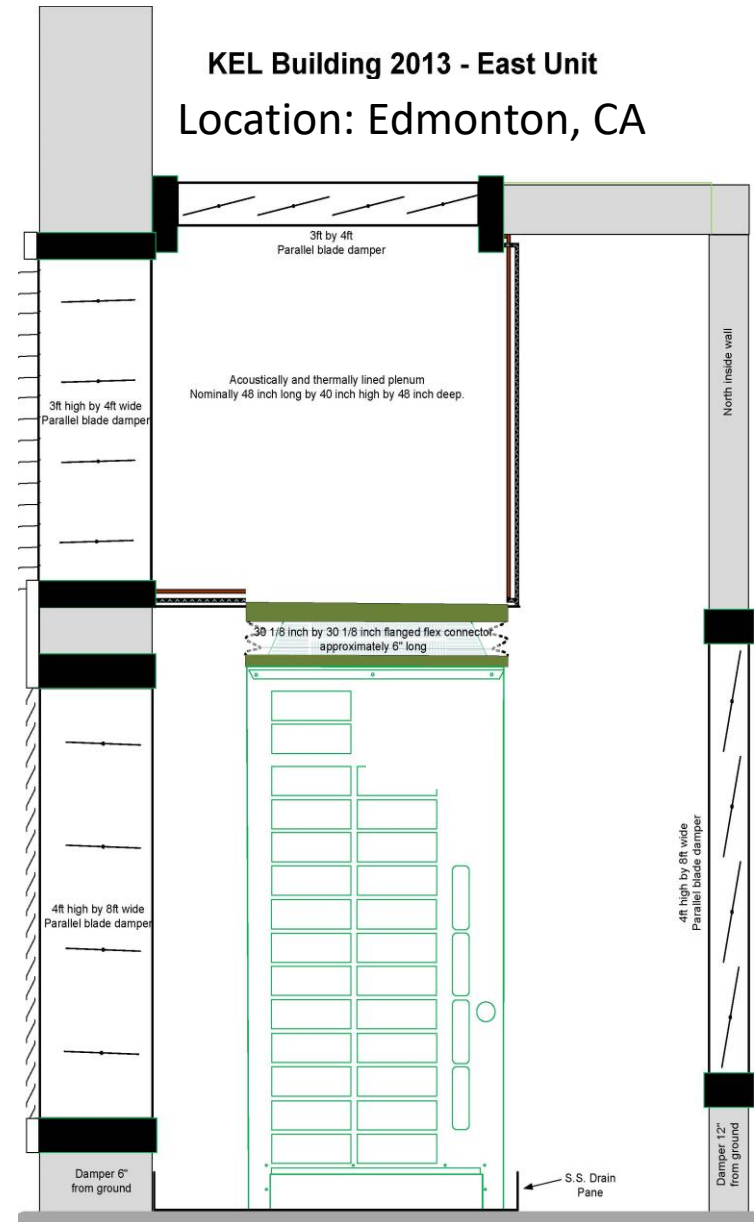 KEL Building 2013 - East Unit
Location: Edmonton, CA
3ft by 4ft
Parallel blade damper
Acoustically and thermally lined plenum
Nominally 48 inch long by 40 inch high by 48 inch deep.
3ft high by 4ft wide
Parallel blade damper
North inside wall
30 1/8 inch by 30 1/8 inch flanged flex connector
approximately 6" long
4ft high by 8ft wide
Parallel blade damper
4ft high by 8ft wide
Parallel blade damper
Damper 6"
from ground
S.S. Drain
Pane
Damper 12"
from ground